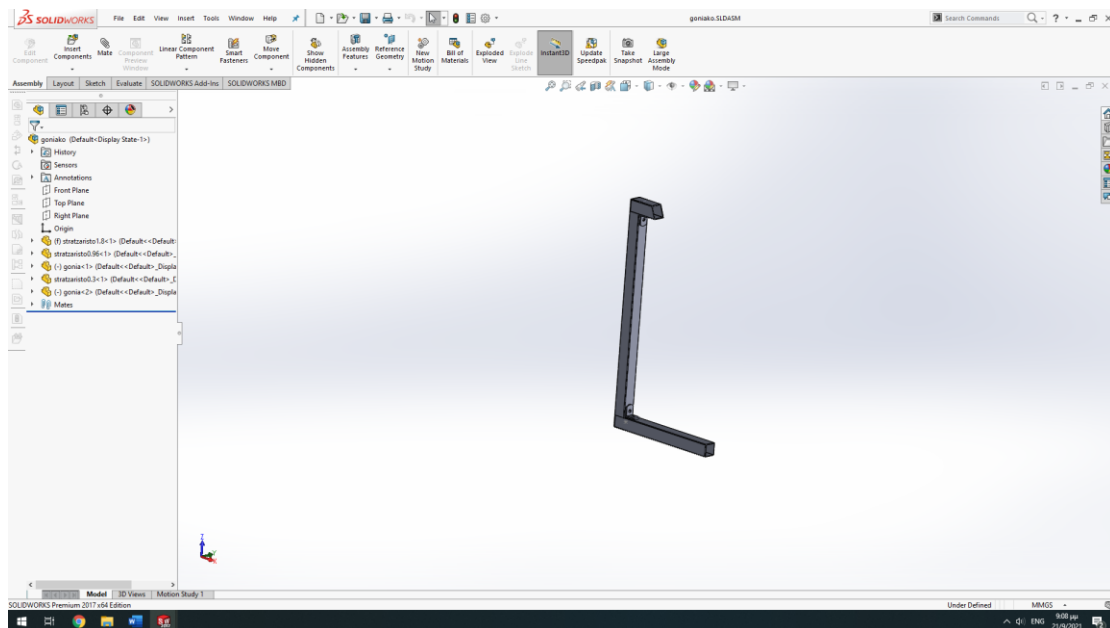 SOLIDWORKS File Edit View Insert Tools Window Help goniako.SLDASM Search Commands
Edit Component
Insert Components
Mate
Component Preview Window
Linear Component Pattern
Smart Fasteners
Move Component
Show Hidden Components
Assembly Features
Reference Geometry
New Motion Study
Bill of Materials
Exploded View
Explode Line Sketch
Instant3D
Update Speedpak
Take Snapshot
Large Assembly Mode
Assembly Layout Sketch Evaluate SOLIDWORKS Add-Ins SOLIDWORKS MBD
goniako (Default<Display State-1>)
History
Sensors
Annotations
Front Plane
Top Plane
Right Plane
Origin
(f) stratzaristo1.8<1> (Default<<Default>
stratzaristo0.96<1> (Default<<Default>_
(-) gonia<1> (Default<<Default>_Displa
stratzaristo0.3<1> (Default<<Default>_D
(-) gonia<2> (Default<<Default>_Displa
Mates
Z
Model 3D Views Motion Study 1
SOLIDWORKS Premium 2017 x64 Edition Under Defined MMGS
ENG 9:00 μμ
21/9/2021